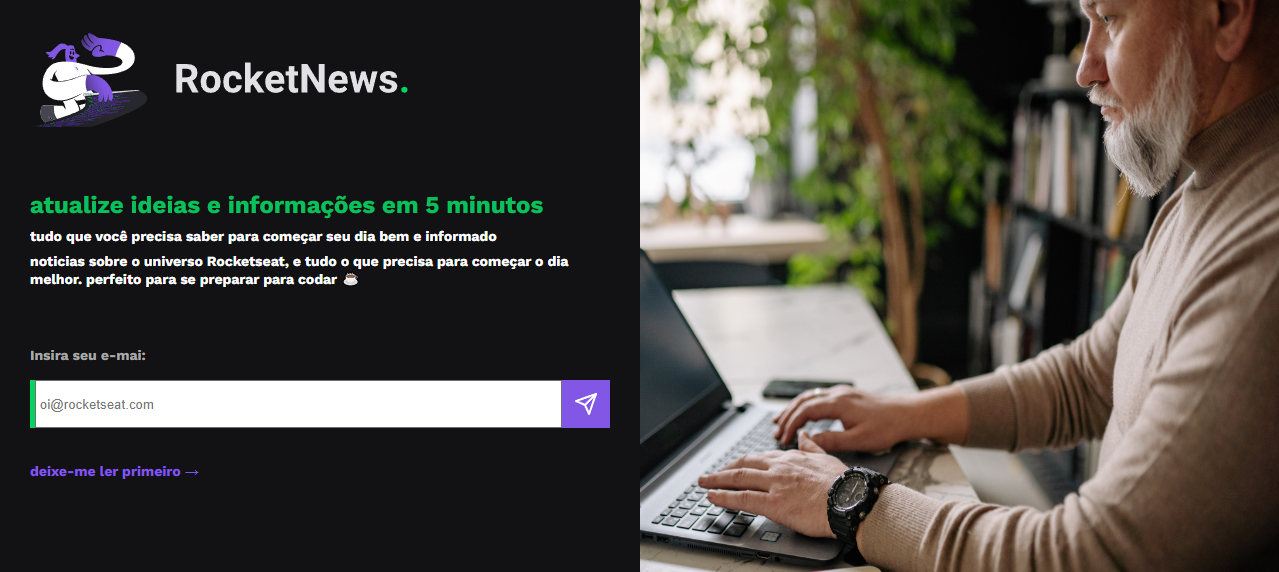 RocketNews.
atualize ideias e informações em 5 minutos
tudo que você precisa saber para começar seu dia bem e informado
noticias sobre o universo Rocketseat, e tudo o que precisa para começar o dia
melhor. perfeito para se preparar para codar ☕
Insira seu e-mai:
oi@rocketseat.com
deixe-me ler primeiro →